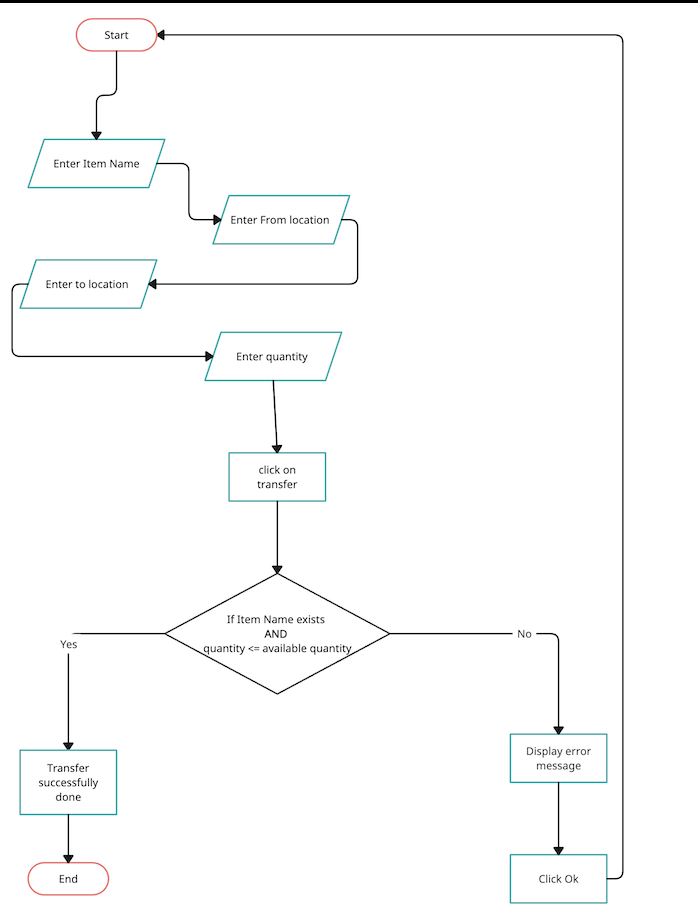 Start
Enter Item Name
Enter From location
Enter to location
Enter quantity
click on
transfer
If Item Name exists
AND
quantity <= available quantity
Yes
No
Transfer
successfully
done
Display error
message
End
Click Ok